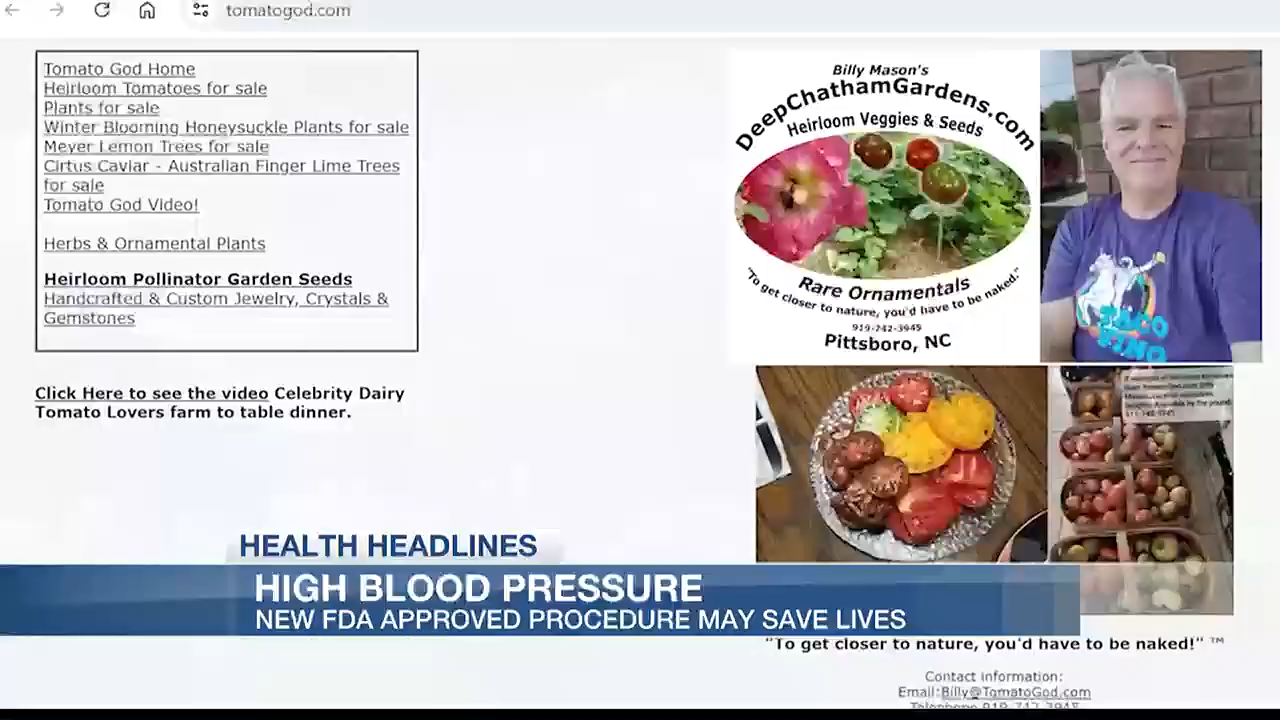 tomatogod.com
Tomato God Home
Heirloom Tomatoes for sale
Plants for sale
Winter Blooming Honeysuckle Plants for sale
Meyer Lemon Trees for sale
Cirtus Caviar - Australian Finger Lime Trees
for sale
Tomato God Video!
Herbs & Ornamental Plants
Heirloom Pollinator Garden Seeds
Handcrafted & Custom Jewelry, Crystals &
Gemstones
Click Here to see the video Celebrity Dairy
Tomato Lovers farm to table dinner.
Billy Mason's
DeepChathamGardens.com
Heirloom Veggies & Seeds
Rare Ornamentals
"To get closer to nature, you'd have to be naked."
919-742-3945
Pittsboro, NC
TACO
HEALTH HEADLINES
HIGH BLOOD PRESSURE
NEW FDA APPROVED PROCEDURE MAY SAVE LIVES
"To get closer to nature, you'd have to be naked!" ™
Contact information:
Email:Billy@TomatoGod.com
Telephone 919-742-3945